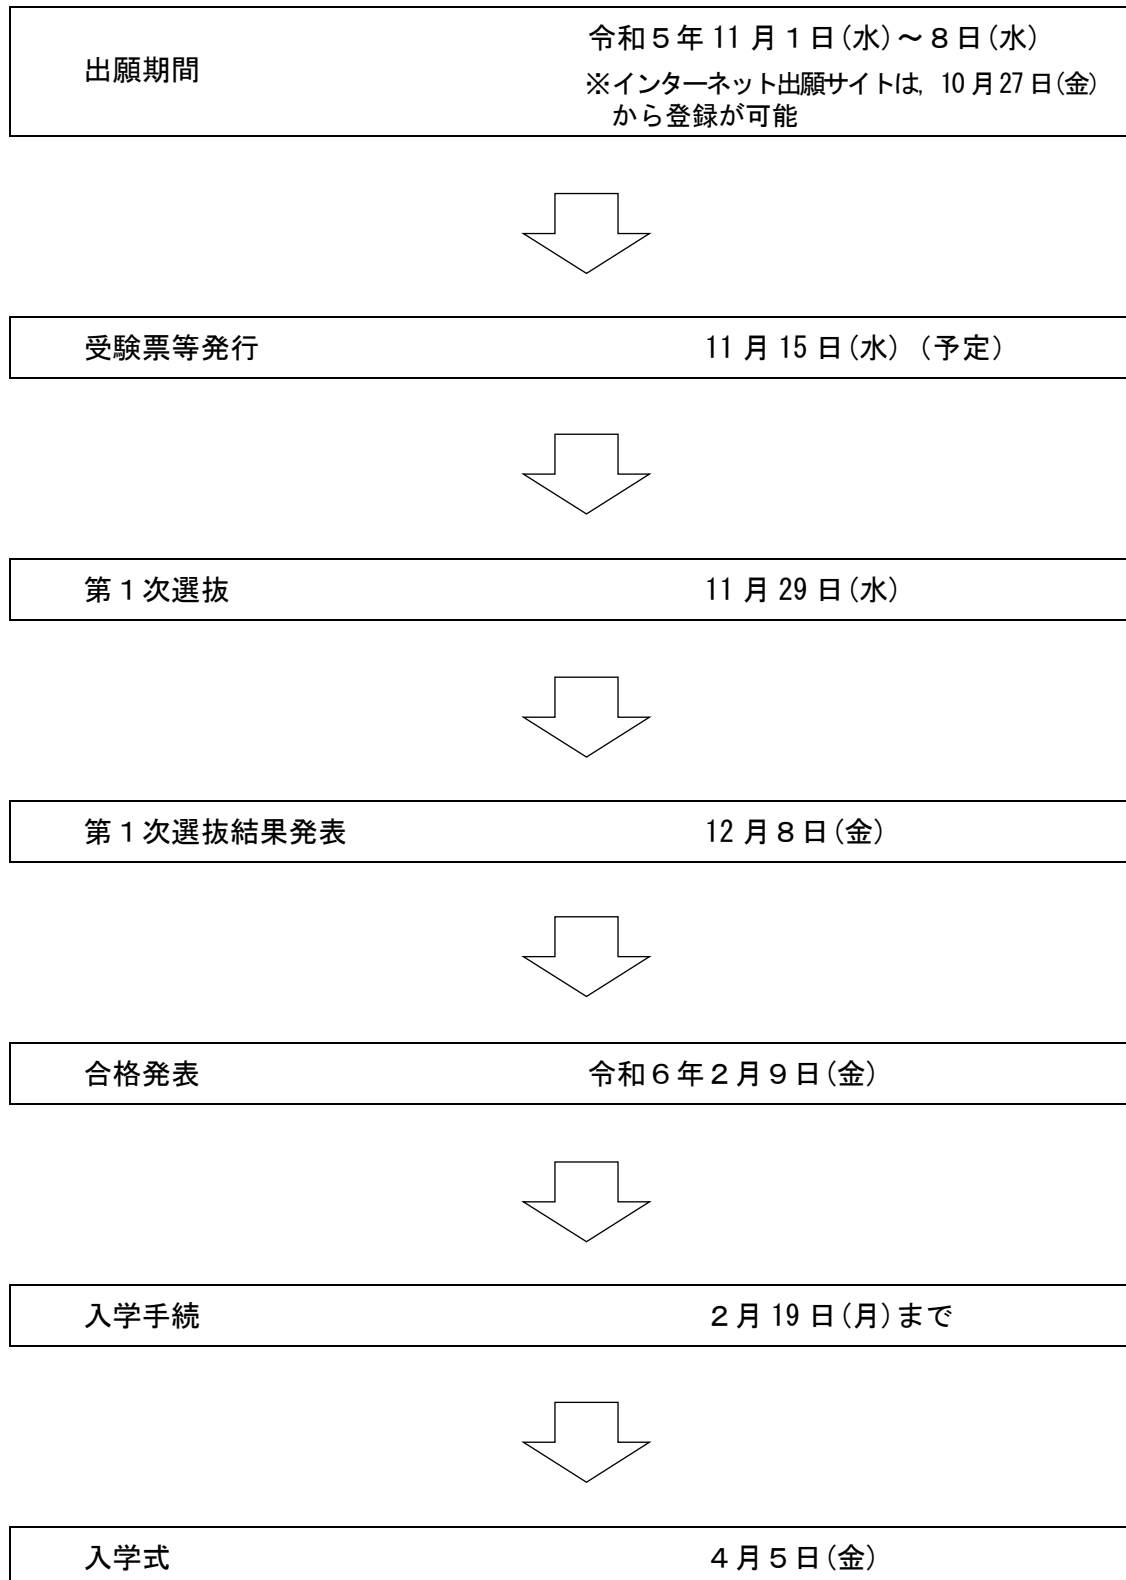 出願期間
令和５年 11 月１日(水)～８日(水)
※インターネット出願サイトは，10 月 27 日(金)
から登録が可能
受験票等発行 11 月 15 日(水)（予定）
第１次選抜 11 月 29 日(水)
第１次選抜結果発表 12 月８日(金)
合格発表 令和６年２月９日(金)
入学手続 ２月 19 日(月)まで
入学式 ４月５日(金)